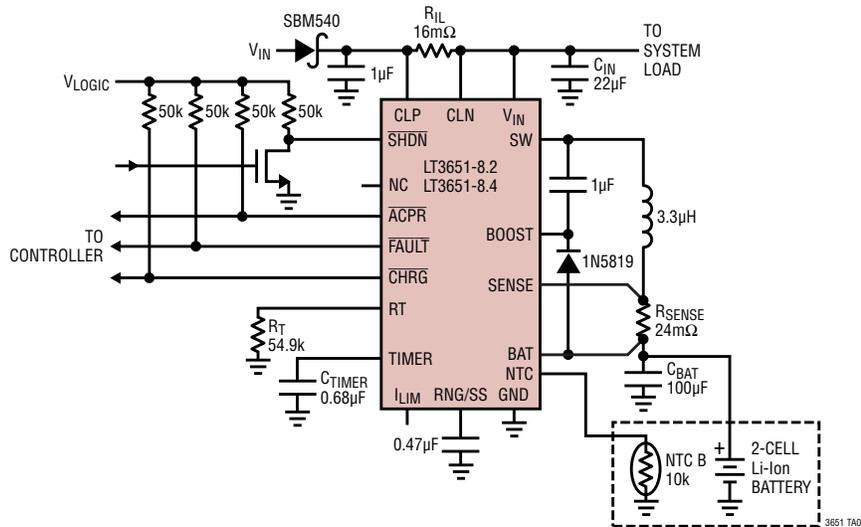 SBM540
R_IL
16mΩ
V_IN
TO
SYSTEM
LOAD
1µF
C_IN
22µF
V_LOGIC
50k
50k
50k
50k
CLP
CLN
V_IN
SHDN
SW
LT3651-8.2
LT3651-8.4
NC
1µF
ACPR
3.3µH
TO
CONTROLLER
FAULT
BOOST
1N5819
CHRG
SENSE
RT
R_SENSE
24mΩ
R_T
54.9k
TIMER
BAT
NTC
C_TIMER
0.68µF
C_BAT
100µF
I_LIM
RNG/SS
GND
0.47µF
+
NTC B
10k
2-CELL
Li-Ion
BATTERY
3651 TA0